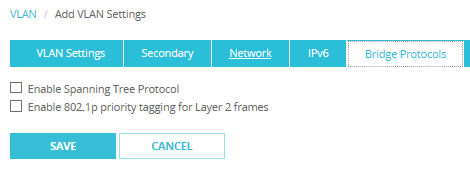 VLAN / Add VLAN Settings
VLAN Settings Secondary Network IPv6 Bridge Protocols
Enable Spanning Tree Protocol
Enable 802.1p priority tagging for Layer 2 frames
SAVE CANCEL